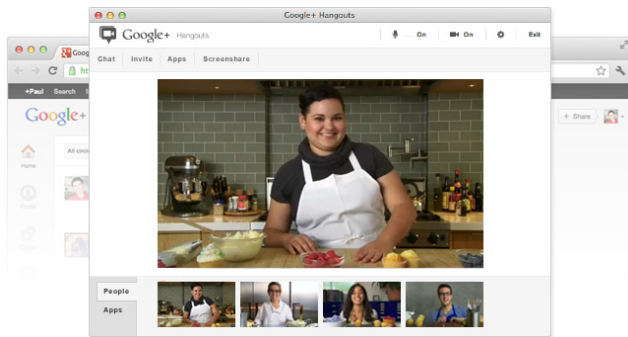 Google+ Hangouts
Google+ Hangouts
On
On
Exit
Chat
Invite
Apps
Screenshare
People
Apps
Goog
+Paul
Search
Google+
+ Share
All circl
Home